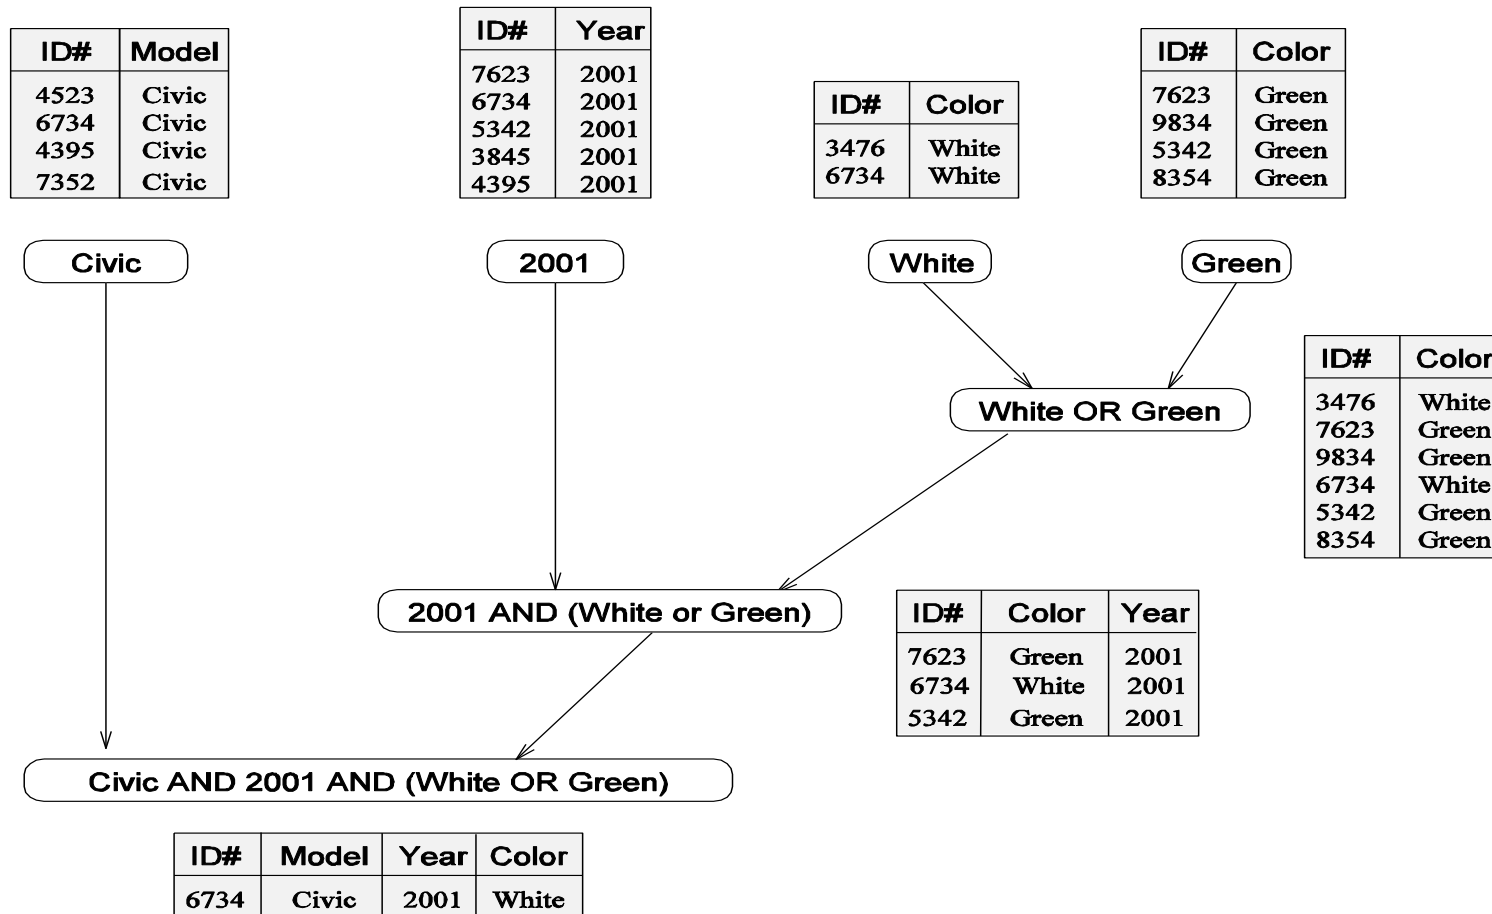 ID# Model
4523 Civic
6734 Civic
4395 Civic
7352 Civic
ID# Year
7623 2001
6734 2001
5342 2001
3845 2001
4395 2001
ID# Color
3476 White
6734 White
ID# Color
7623 Green
9834 Green
5342 Green
8354 Green
Civic
2001
White
Green
White OR Green
ID# Color
3476 White
7623 Green
9834 Green
6734 White
5342 Green
8354 Green
2001 AND (White or Green)
ID# Color Year
7623 Green 2001
6734 White 2001
5342 Green 2001
Civic AND 2001 AND (White OR Green)
ID# Model Year Color
6734 Civic 2001 White